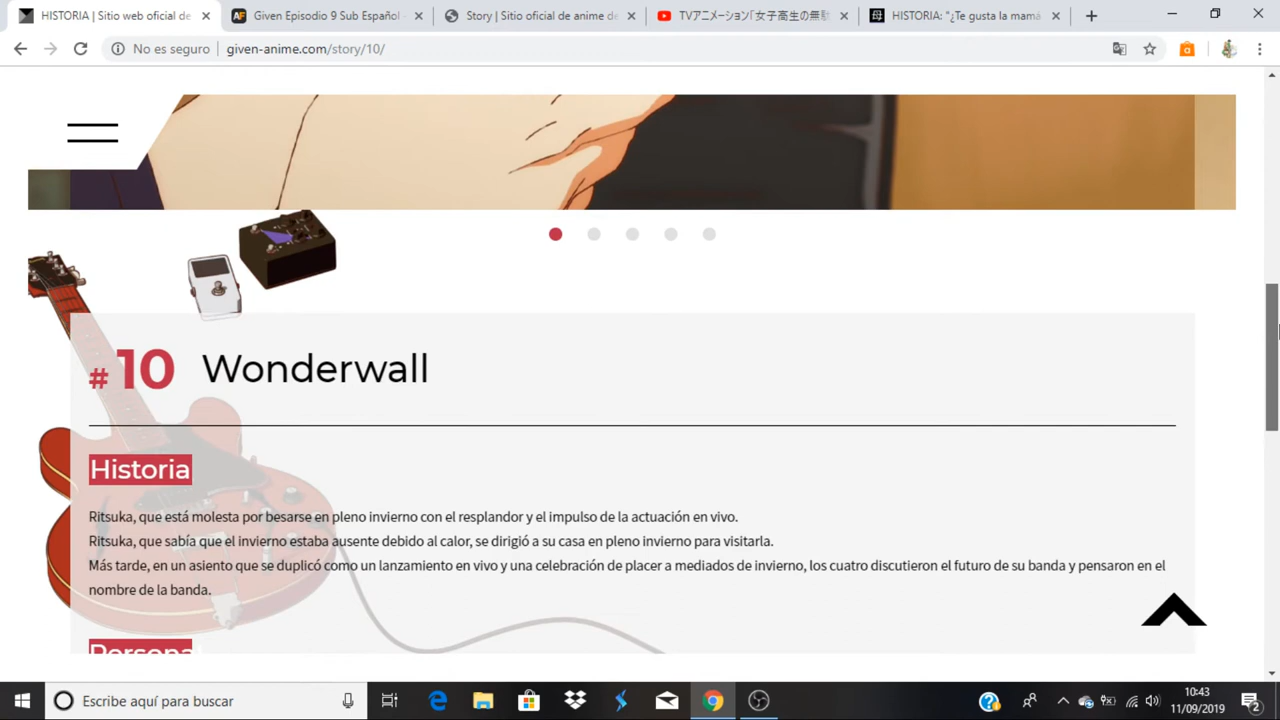 HISTORIA | Sitio web oficial de
Given Episodio 9 Sub Español
Story | Sitio oficial de anime de
TVアニメーション「女子高生の無駄
HISTORIA: "¿Te gusta la mamá
No es seguro
given-anime.com/story/10/
#10 Wonderwall
Historia
Ritsuka, que está molesta por besarse en pleno invierno con el resplandor y el impulso de la actuación en vivo.
Ritsuka, que sabía que el invierno estaba ausente debido al calor, se dirigió a su casa en pleno invierno para visitarla.
Más tarde, en un asiento que se duplicó como un lanzamiento en vivo y una celebración de placer a mediados de invierno, los cuatro discutieron el futuro de su banda y pensaron en el
nombre de la banda.
Personal
Escribe aquí para buscar
10:43
11/09/2019
2